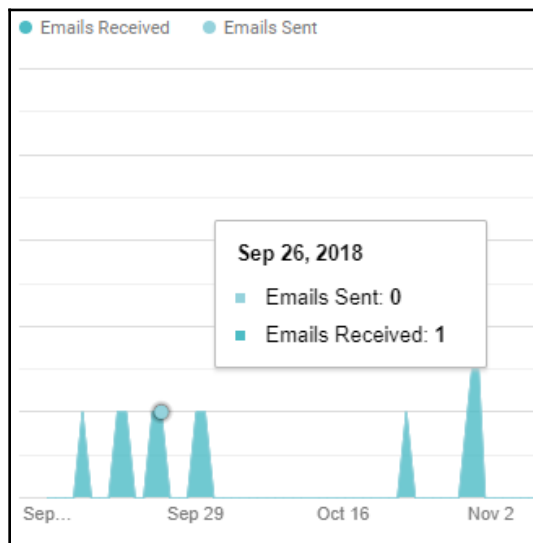 Emails Received Emails Sent
Sep 26, 2018
Emails Sent: 0
Emails Received: 1
Sep... Sep 29 Oct 16 Nov 2